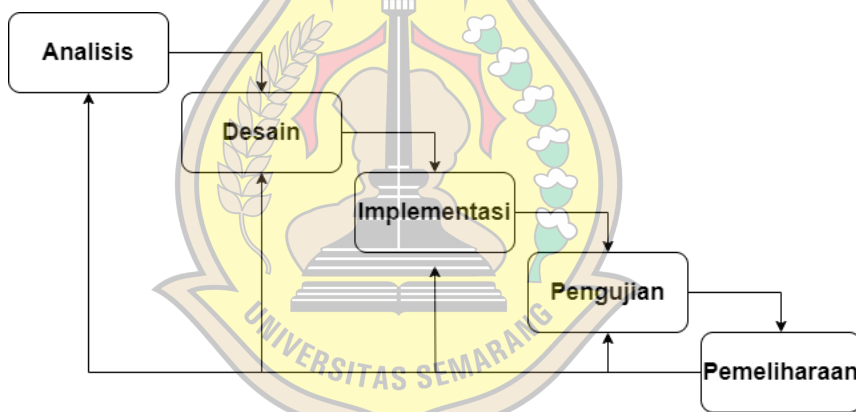 Analisis
Desain
Implementasi
Pengujian
Pemeliharaan
UNIVERSITAS SEMARANG